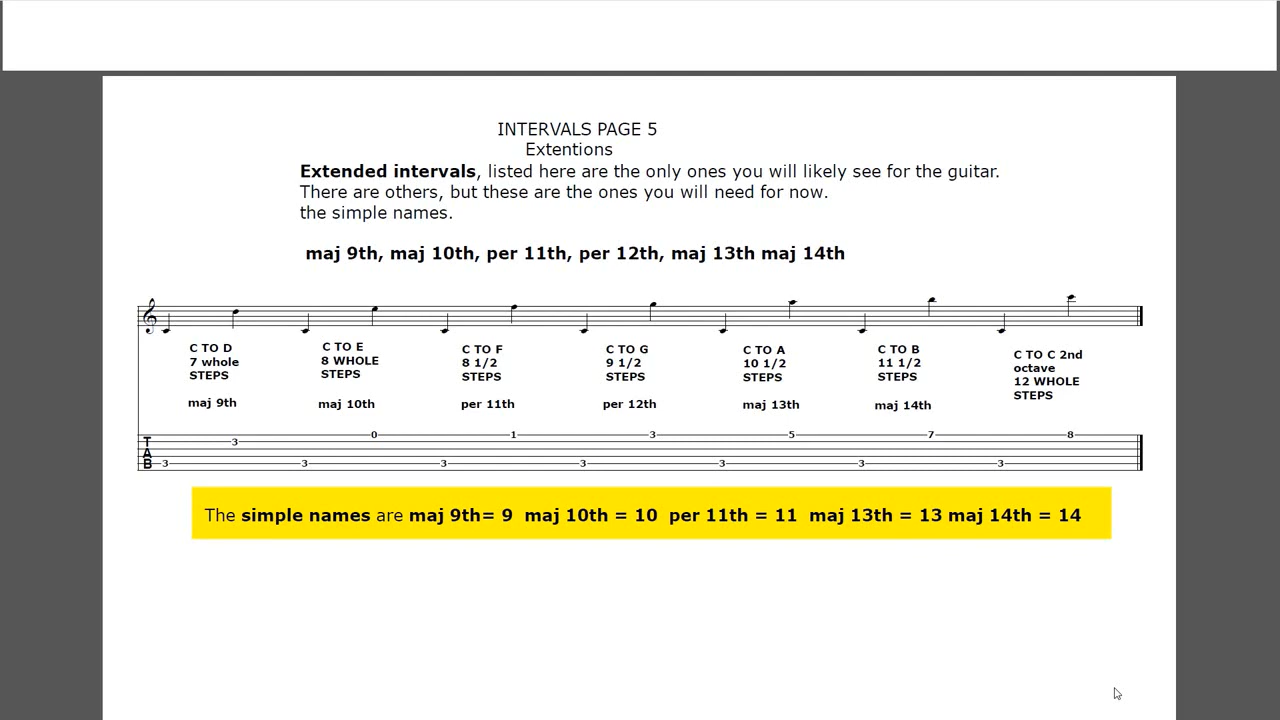 INTERVALS PAGE 5
Extentions
Extended intervals, listed here are the only ones you will likely see for the guitar.
There are others, but these are the ones you will need for now.
the simple names.
maj 9th, maj 10th, per 11th, per 12th, maj 13th maj 14th
C TO D
7 whole
STEPS
maj 9th
C TO E
8 WHOLE
STEPS
maj 10th
C TO F
8 1/2
STEPS
per 11th
C TO G
9 1/2
STEPS
per 12th
C TO A
10 1/2
STEPS
maj 13th
C TO B
11 1/2
STEPS
maj 14th
C TO C 2nd
octave
12 WHOLE
STEPS
TAB
3 3 3 0 3 1 3 3 3 5 3 7 3 8
The simple names are maj 9th= 9 maj 10th = 10 per 11th = 11 maj 13th = 13 maj 14th = 14